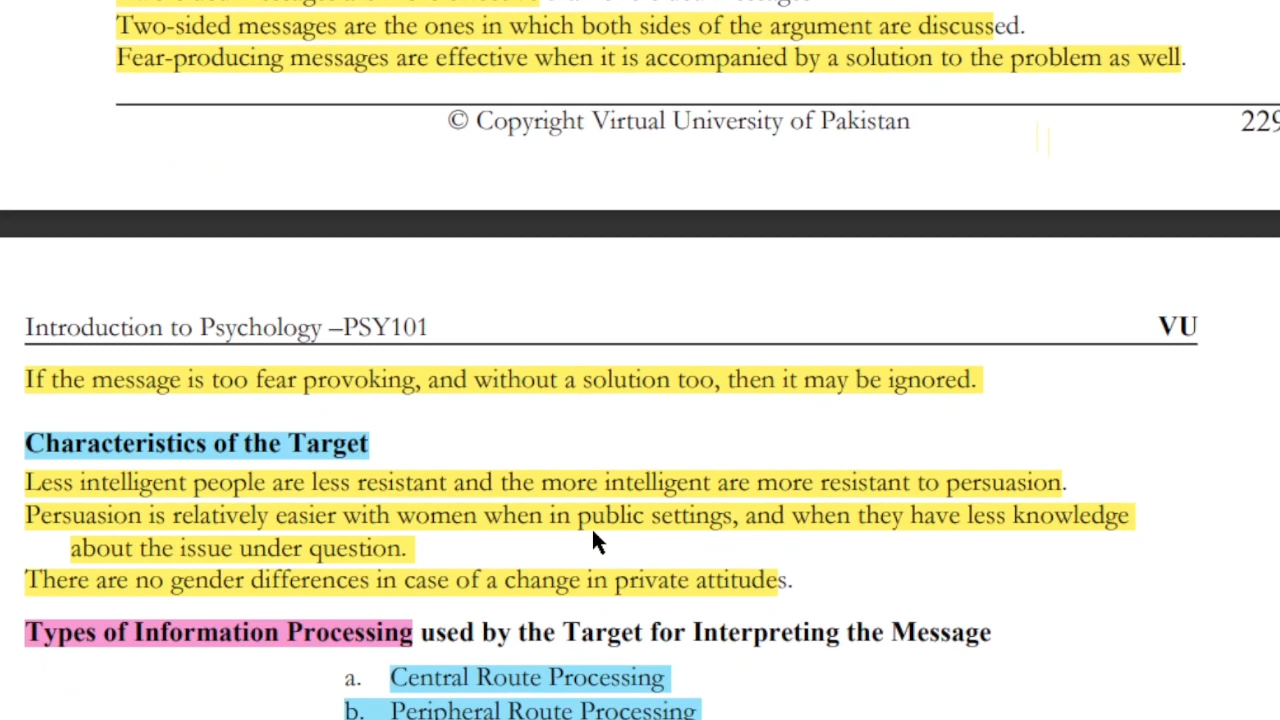 Two-sided messages are the ones in which both sides of the argument are discussed.
Fear-producing messages are effective when it is accompanied by a solution to the problem as well.
© Copyright Virtual University of Pakistan
229
Introduction to Psychology –PSY101
VU
If the message is too fear provoking, and without a solution too, then it may be ignored.
Characteristics of the Target
Less intelligent people are less resistant and the more intelligent are more resistant to persuasion.
Persuasion is relatively easier with women when in public settings, and when they have less knowledge
about the issue under question.
There are no gender differences in case of a change in private attitudes.
Types of Information Processing used by the Target for Interpreting the Message
a. Central Route Processing
b. Peripheral Route Processing